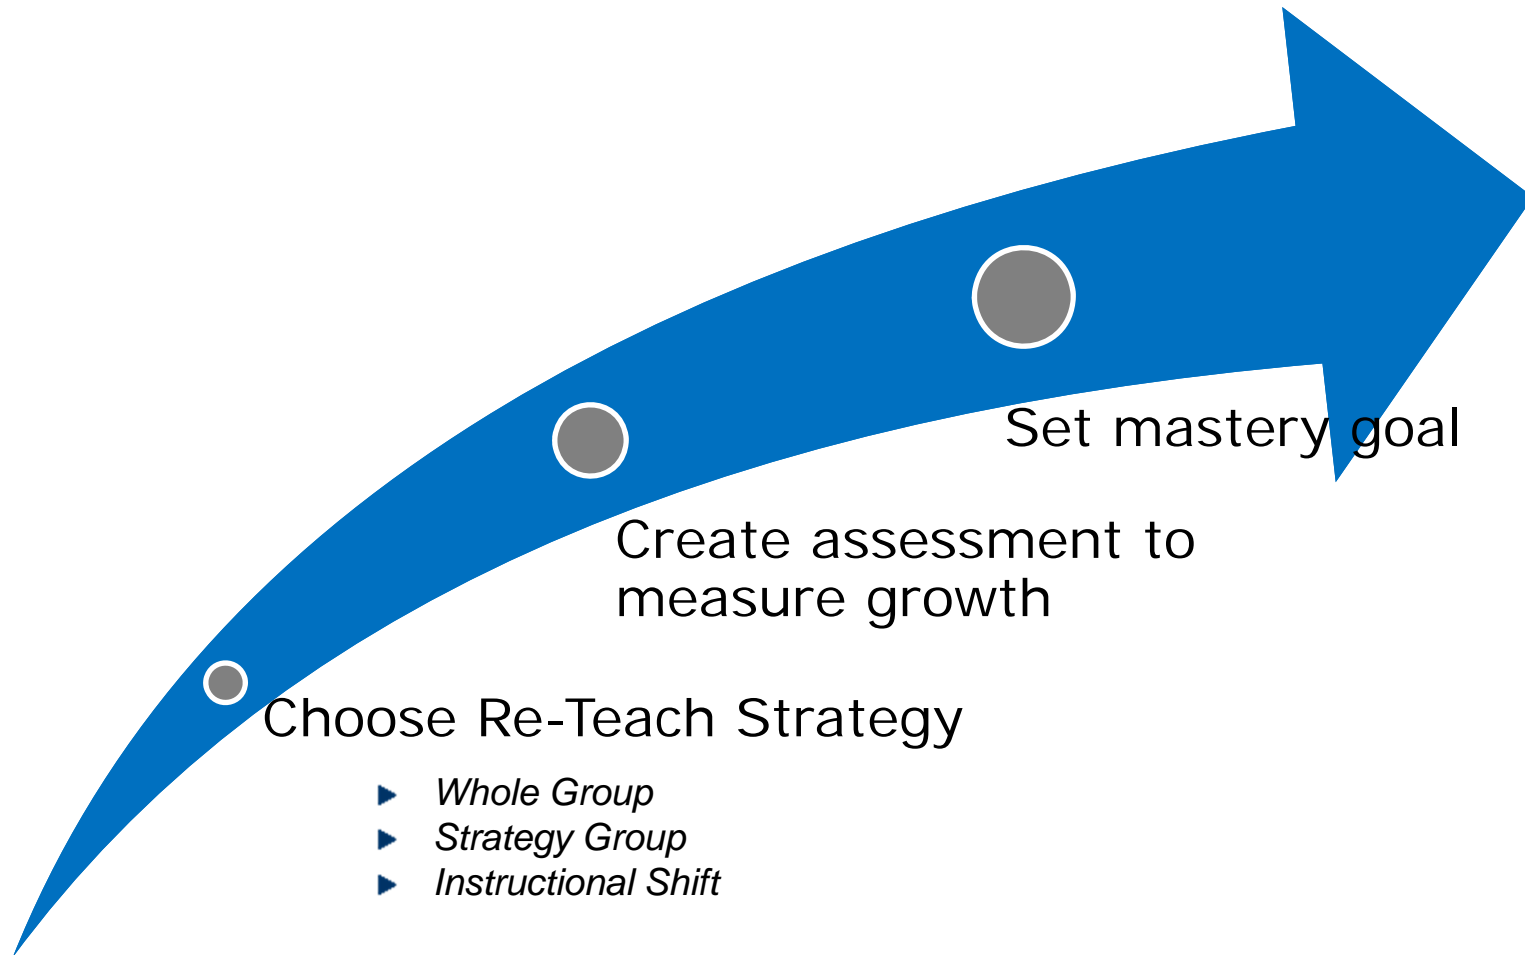 Set mastery goal
Create assessment to
measure growth
Choose Re-Teach Strategy
Whole Group
Strategy Group
Instructional Shift